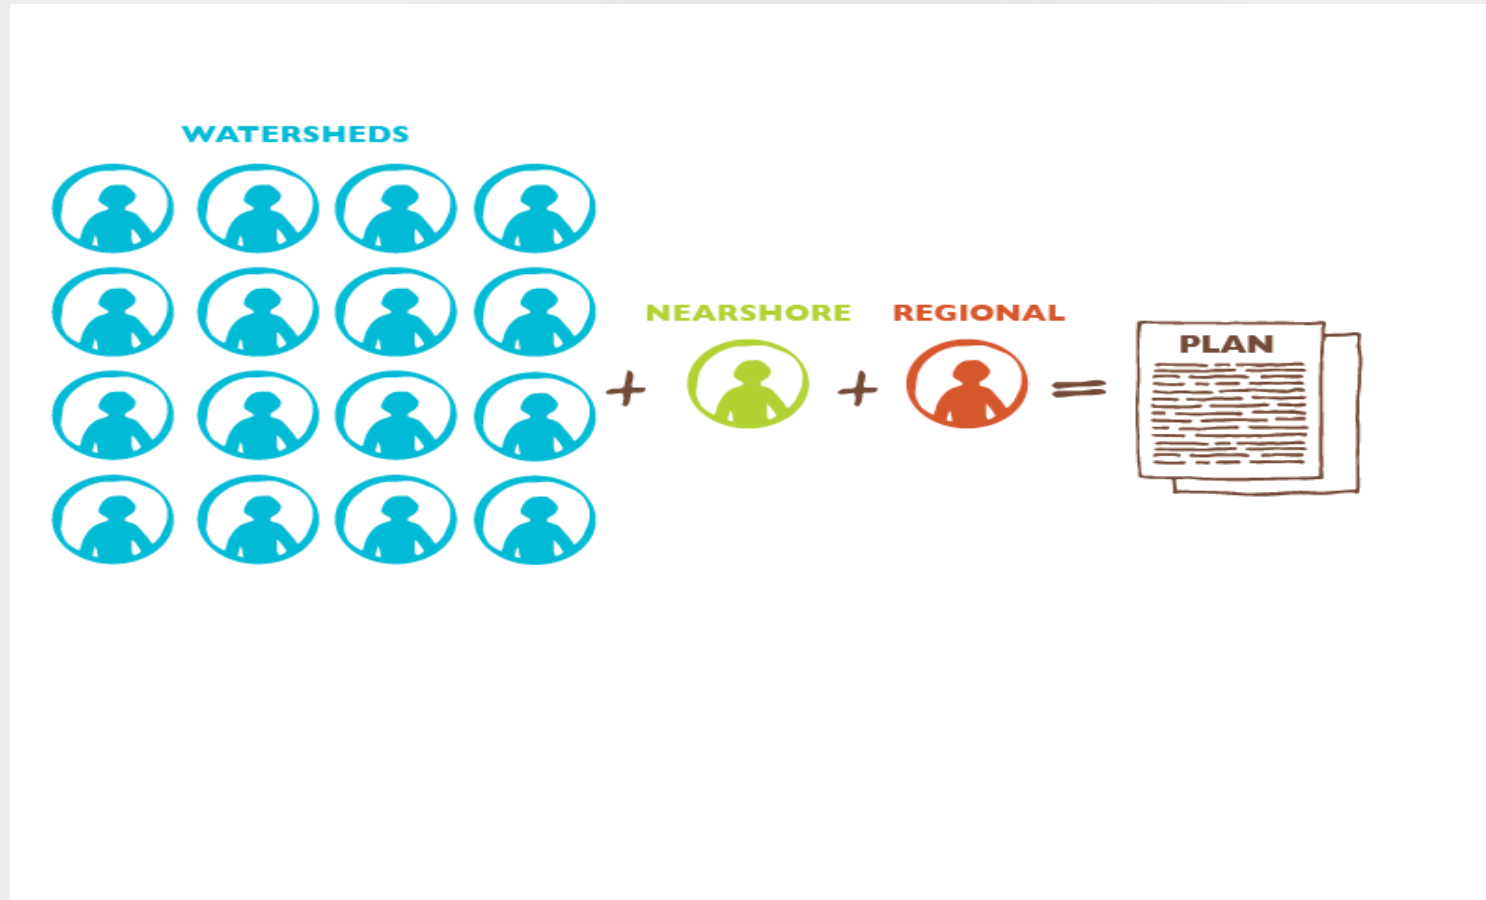 WATERSHEDS
NEARSHORE
REGIONAL
+
+
=
PLAN